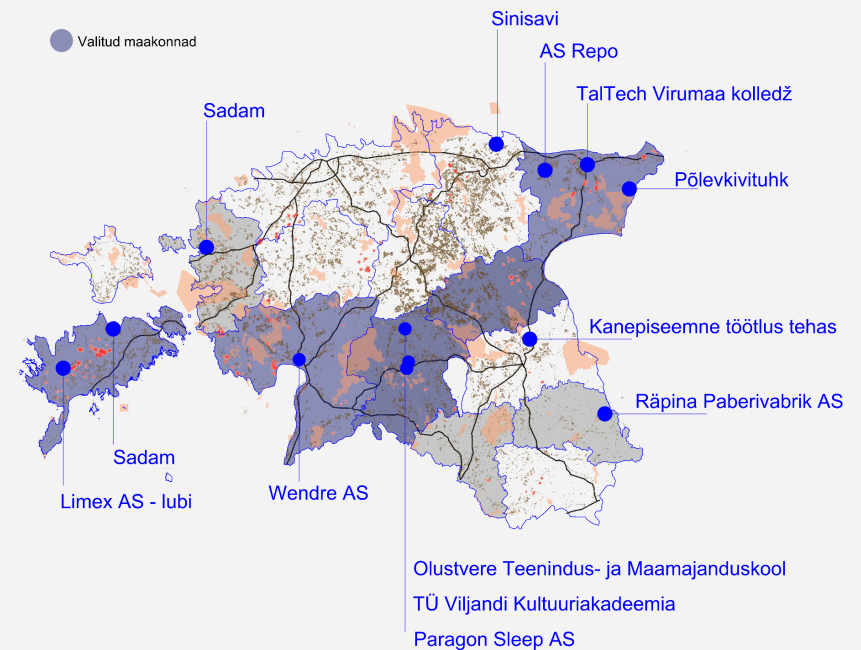 Sinisavi
Valitud maakonnad
AS Repo
TalTech Virumaa kolledž
Sadam
Põlevkivituhk
Kanepiseemne töötlus tehas
Räpina Paberivabrik AS
Sadam
Limex AS - lubi
Wendre AS
Olustvere Teenindus- ja Maamajanduskool
TÜ Viljandi Kultuuriakadeemia
Paragon Sleep AS